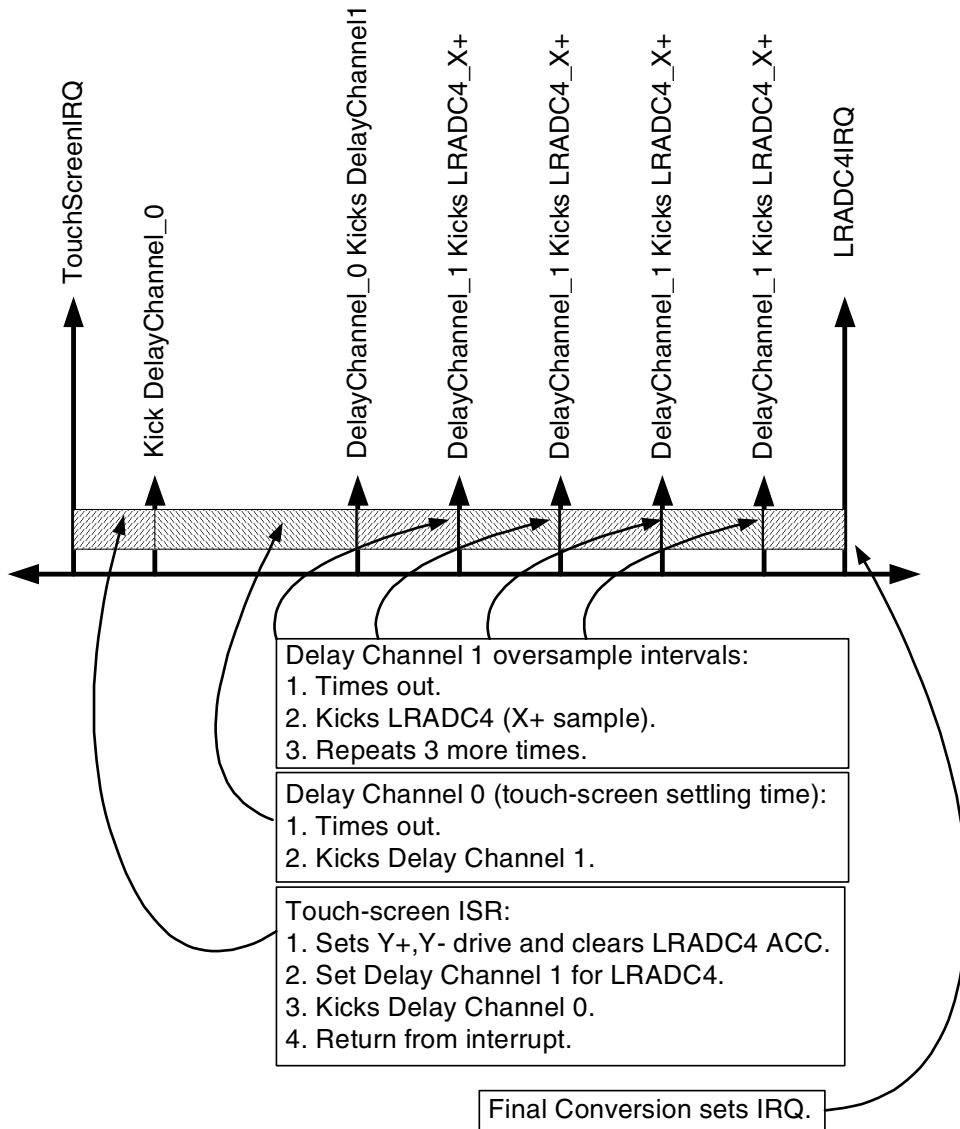 TouchScreenIRQ
Kick DelayChannel_0
DelayChannel_0 Kicks DelayChannel1
DelayChannel_1 Kicks LRADC4_X+
DelayChannel_1 Kicks LRADC4_X+
DelayChannel_1 Kicks LRADC4_X+
DelayChannel_1 Kicks LRADC4_X+
LRADC4IRQ
Delay Channel 1 oversample intervals:
1. Times out.
2. Kicks LRADC4 (X+ sample).
3. Repeats 3 more times.
Delay Channel 0 (touch-screen settling time):
1. Times out.
2. Kicks Delay Channel 1.
Touch-screen ISR:
1. Sets Y+,Y- drive and clears LRADC4 ACC.
2. Set Delay Channel 1 for LRADC4.
3. Kicks Delay Channel 0.
4. Return from interrupt.
Final Conversion sets IRQ.